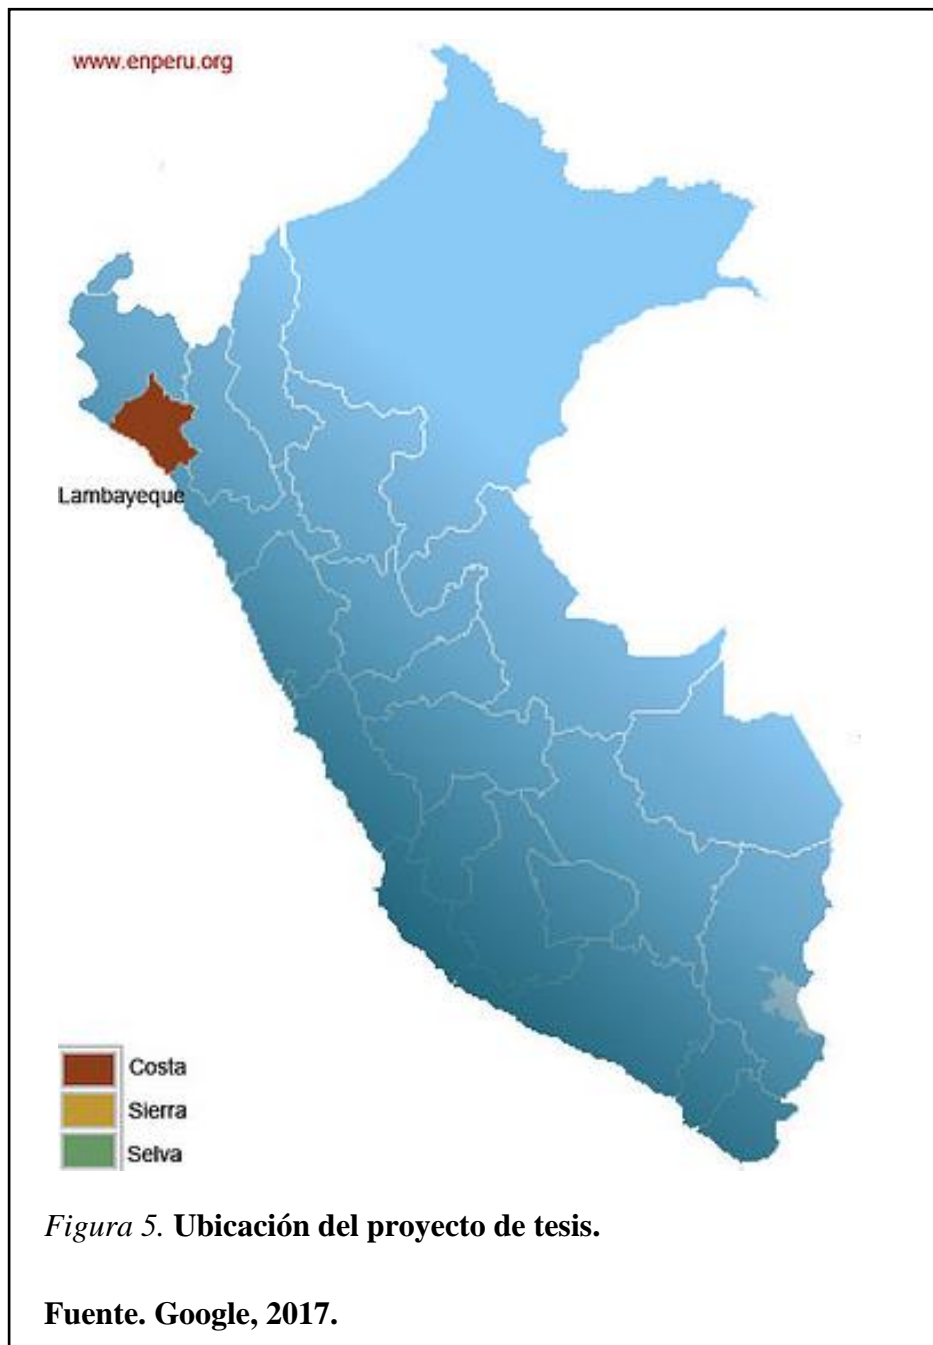 www.enperu.org
Lambayeque
Costa
Sierra
Selva
Figura 5. Ubicación del proyecto de tesis.
Fuente. Google, 2017.